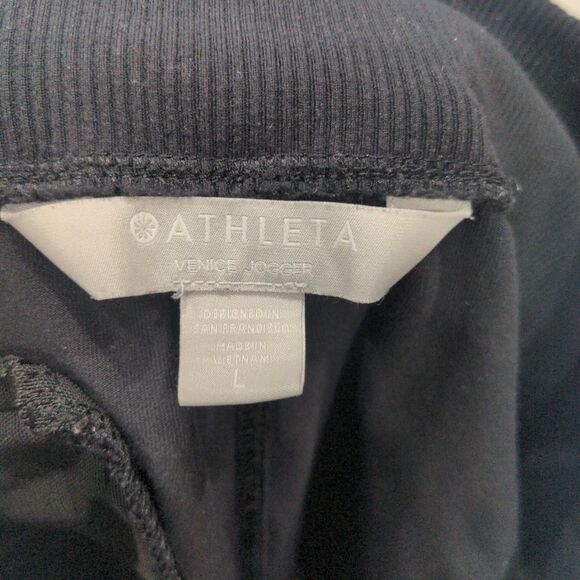 ATHLETA
VENICE JOGGER
DESIGNED IN
SAN FRANCISCO
MADE IN
VIETNAM
L